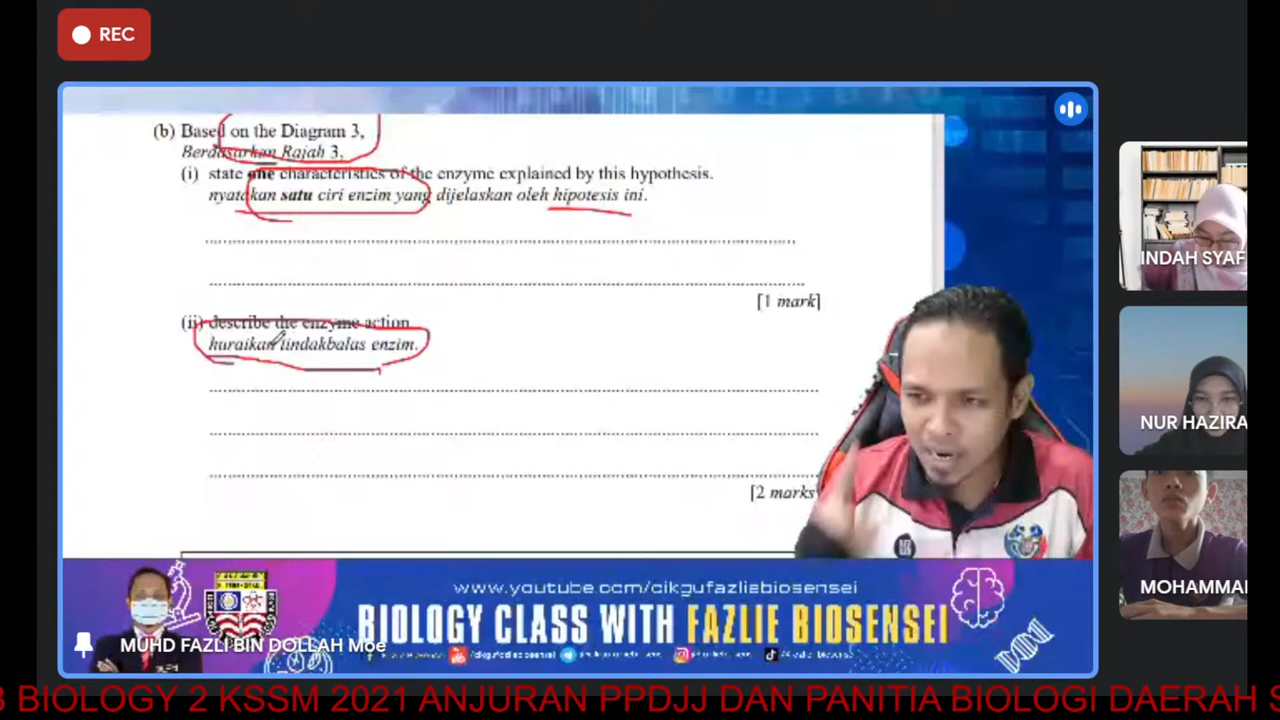 REC
(b) Based on the Diagram 3,
Berdasarkan Rajah 3,
(i) state one characteristics of the enzyme explained by this hypothesis.
nyatakan satu ciri enzim yang dijelaskan oleh hipotesis ini.
[1 mark]
(ii) describe the enzyme action
huraikan tindakbalas enzim.
[2 marks
INDAH SYAF
NUR HAZIRA
MOHAMMAD
www.youtube.com/cikgufazliebiosensei
BIOLOGY CLASS WITH FAZLIE BIOSENSEI
MUHD FAZLI BIN DOLLAH Moe
BIOLOGY 2 KSSM 2021 ANJURAN PPDJJ DAN PANITIA BIOLOGI DAERAH S